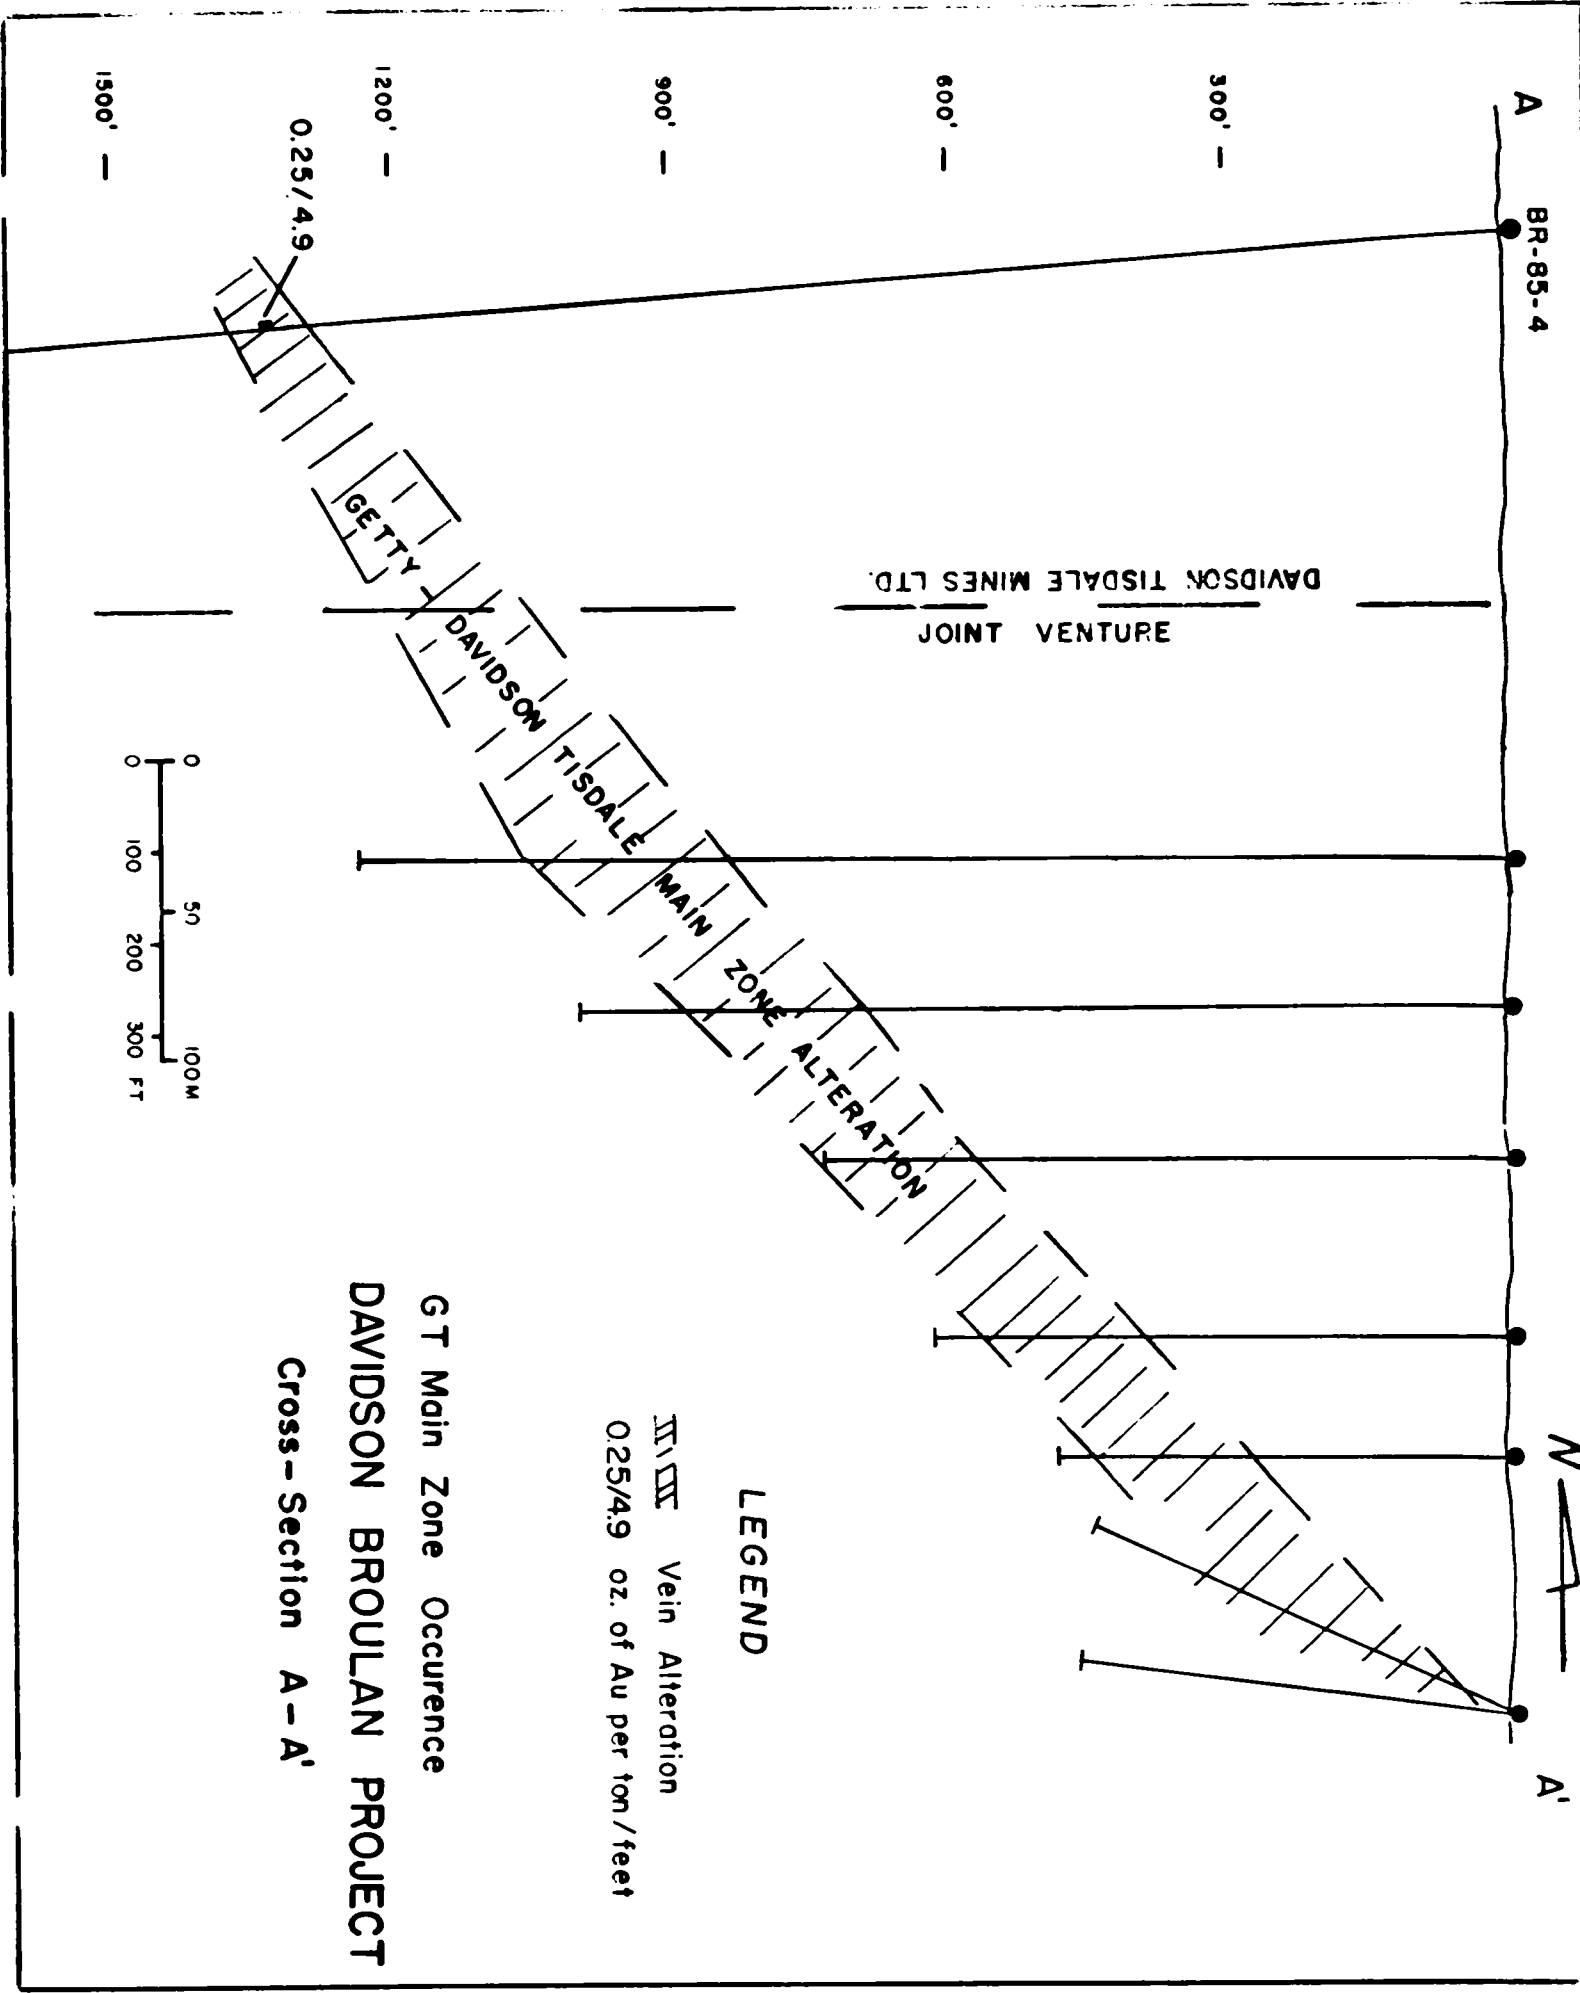 A
A'
BR-85-4
N
300'
600'
900'
1200'
1500'
DAVIDSON TISDALE MINES LTD.
JOINT VENTURE
GETTY - DAVIDSON TISDALE MAIN ZONE ALTERATION
0.25/4.9
LEGEND
Vein Alteration
0.25/4.9 oz. of Au per ton/feet
0 50 100M
0 100 200 300 FT
GT Main Zone Occurence
DAVIDSON BROULAN PROJECT
Cross-Section A-A'